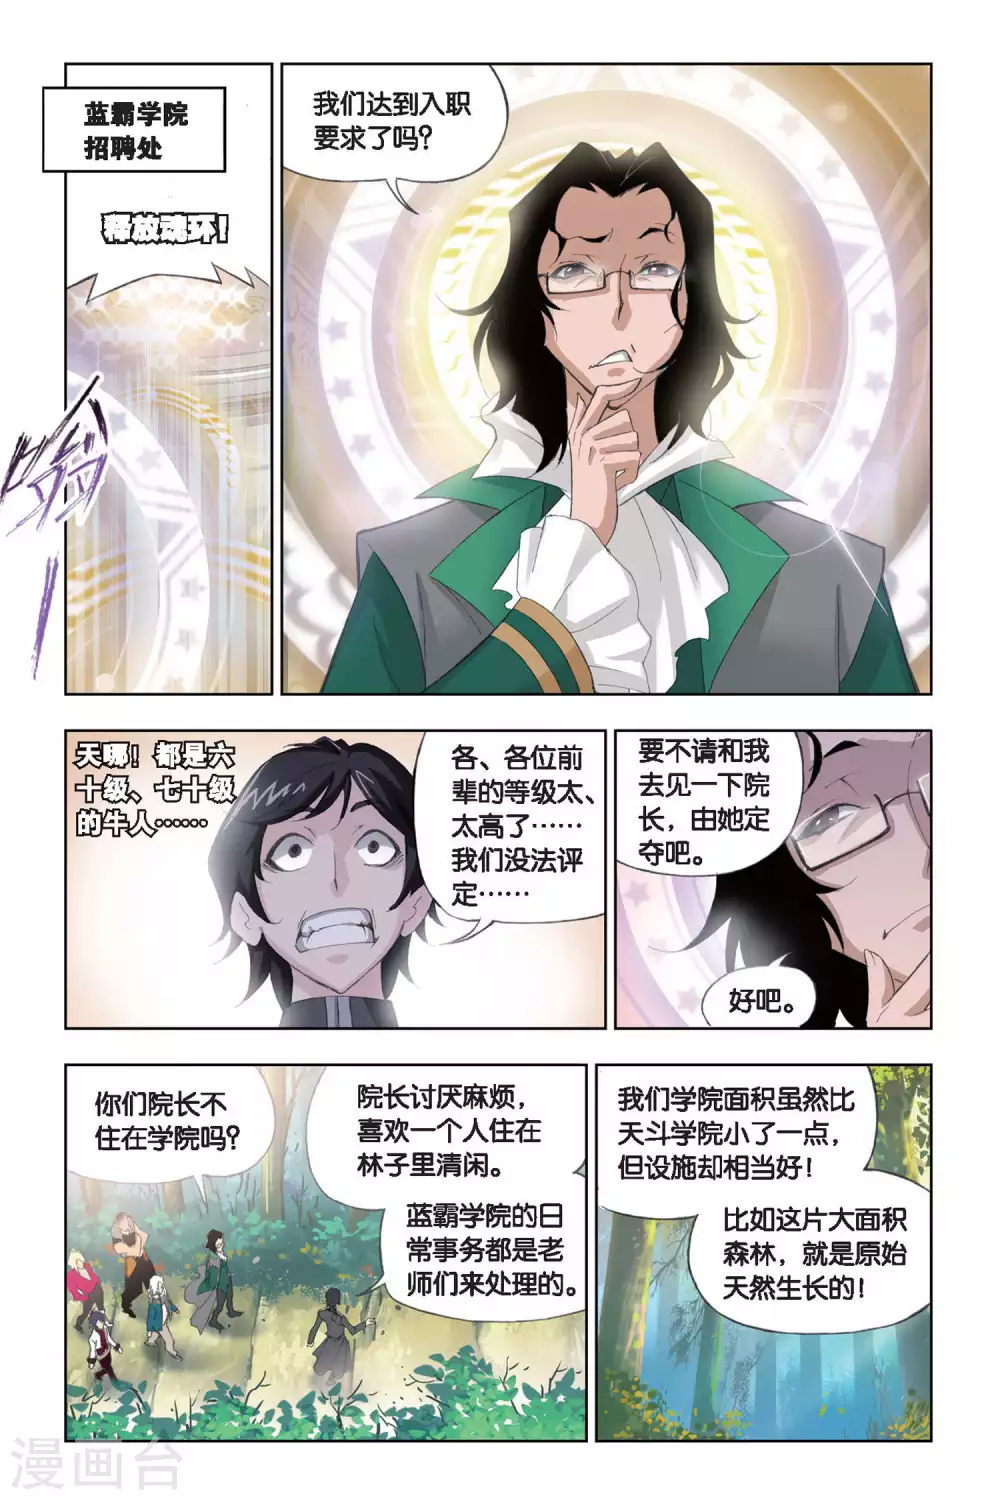 蓝霸学院
招聘处
释放魂环！
嗡
我们达到入职
要求了吗？
天哪！都是六
十级、七十级
的牛人……
各、各位前
辈的等级太、
太高了……
我们没法评
定……
要不请和我
去见一下院
长，由她定
夺吧。
好吧。
你们院长不
住在学院吗？
院长讨厌麻烦，
喜欢一个人住在
林子里清闲。
蓝霸学院的日
常事务都是老
师们来处理的。
我们学院面积虽然比
天斗学院小了一点，
但设施却相当好！
比如这片大面积
森林，就是原始
天然生长的！
漫画台